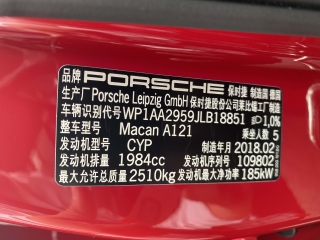 品牌 PORSCHE 保时捷 制造国 德国
生产厂 Porsche Leipzig GmbH 保时捷股份公司莱比锡工厂制造
车辆识别代号 WP1AA2959JLB18851 1,0%
整车型号 Macan A121 乘坐人数 5
发动机型号 CYP 制造年月 2018.02
发动机排量 1984cc 发动机序列号 109802
最大允许总质量 2510kg 发动机最大净功率 185kW